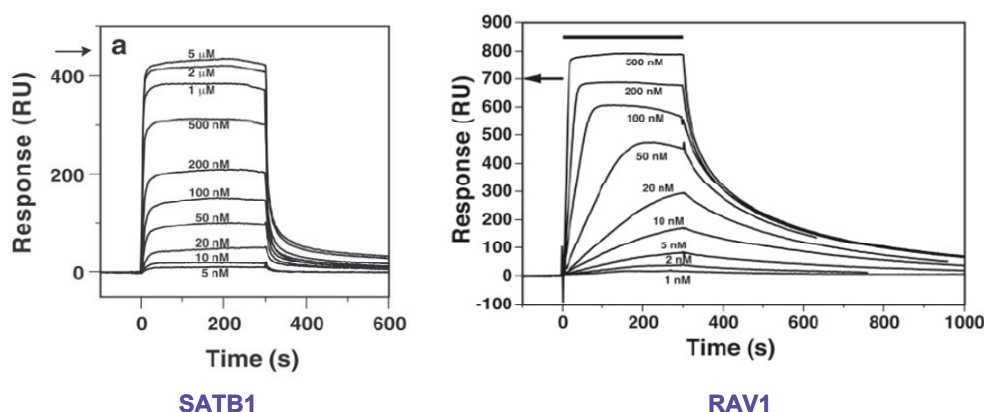 a
Response (RU)
400
200
0
5 µM
2 µM
1 µM
500 nM
200 nM
100 nM
50 nM
20 nM
10 nM
5 nM
0
200
400
600
Time (s)
SATB1
Response (RU)
900
800
700
600
500
400
300
200
100
0
-100
500 nM
200 nM
100 nM
50 nM
20 nM
10 nM
5 nM
2 nM
1 nM
0
200
400
600
800
1000
Time (s)
RAV1